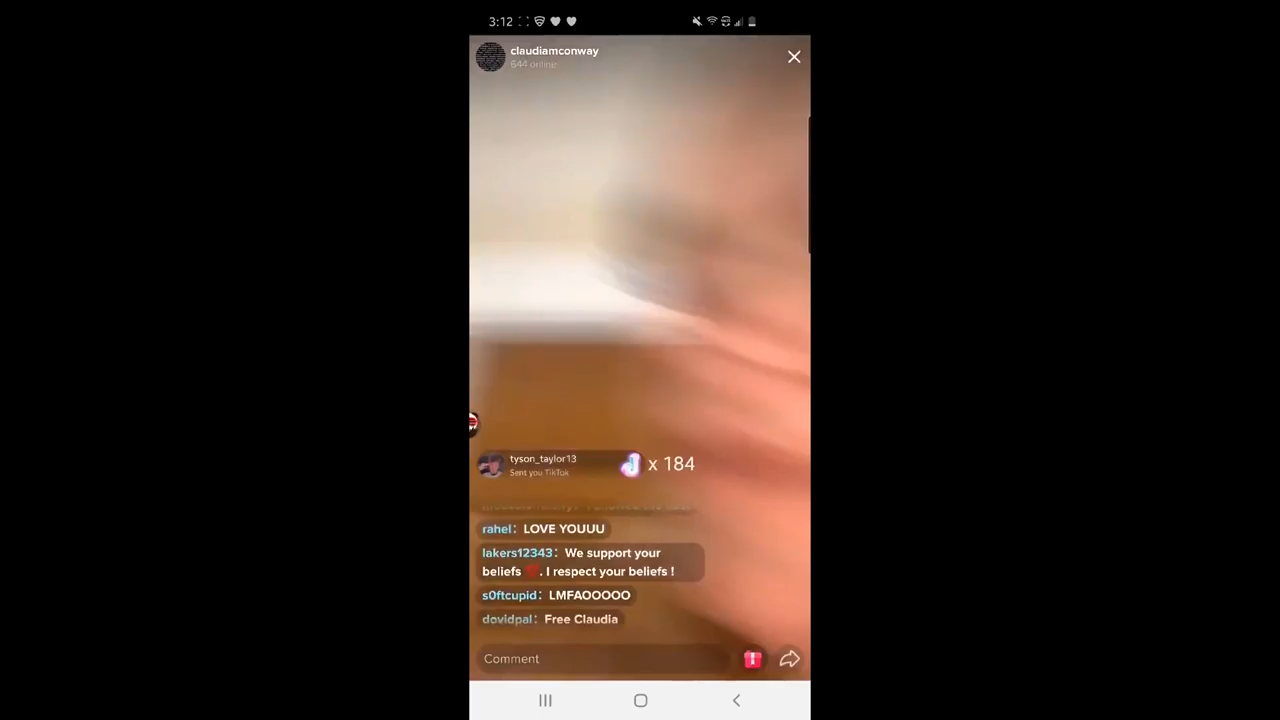 3:12
claudiamconway
644 online
tyson_taylor13
Sent you TikTok
x 184
rahel: LOVE YOUUU
lakers12343: We support your
beliefs . I respect your beliefs !
s0ftcupid: LMFAOOOOO
dovidpal: Free Claudia
Comment